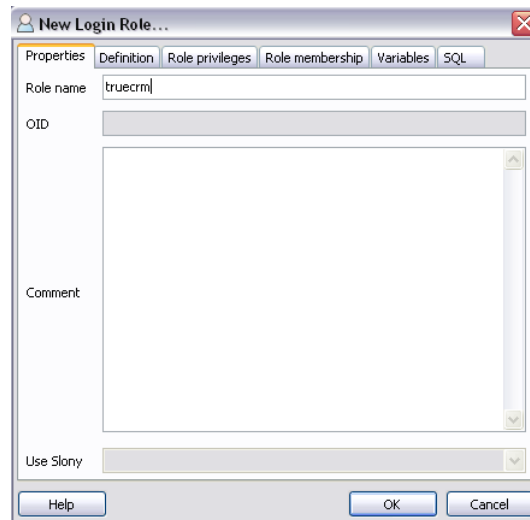 New Login Role...
Properties Definition Role privileges Role membership Variables SQL
Role name truecrm
OID
Comment
Use Slony
Help OK Cancel